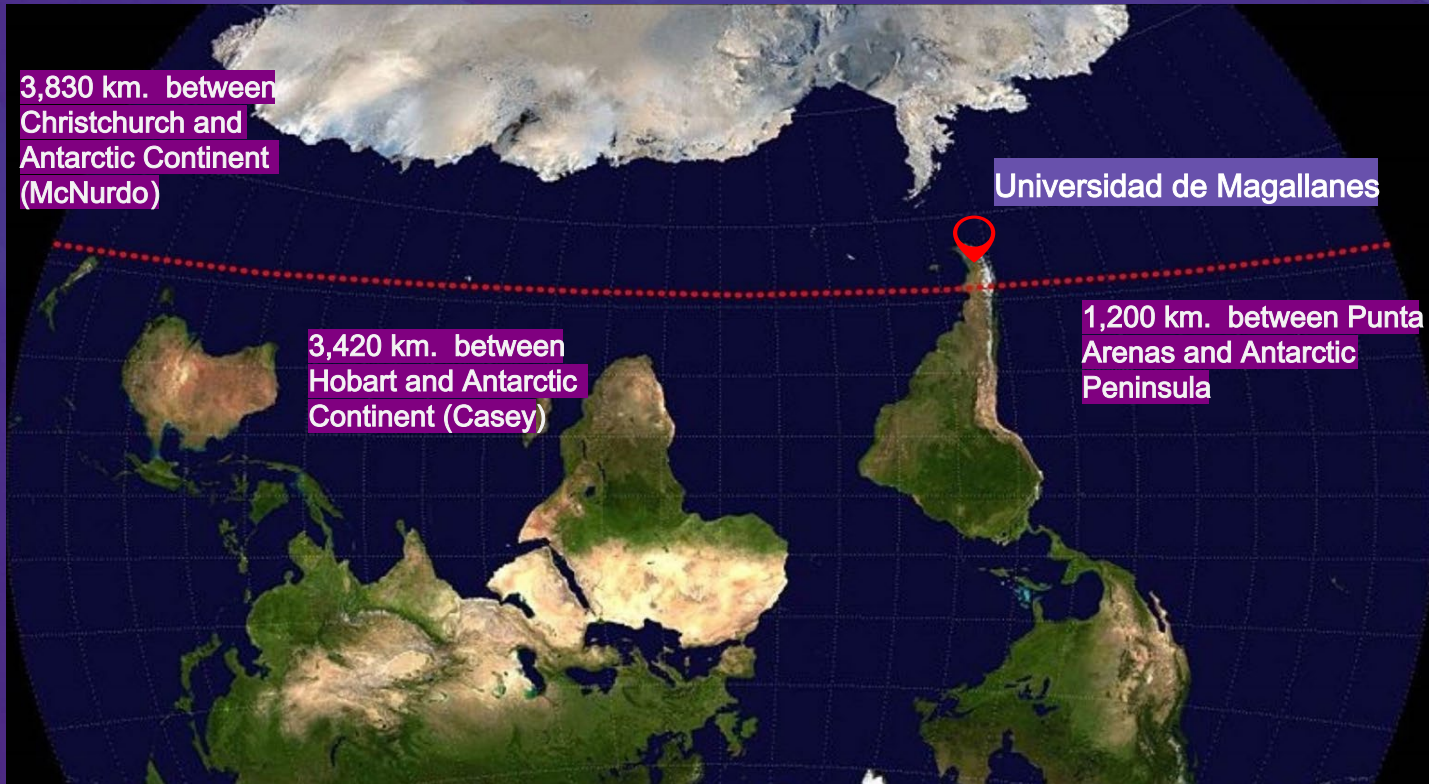 3,830 km. between
Christchurch and
Antarctic Continent
(McNurdo)
Universidad de Magallanes
3,420 km. between
Hobart and Antarctic
Continent (Casey)
1,200 km. between Punta
Arenas and Antarctic
Peninsula